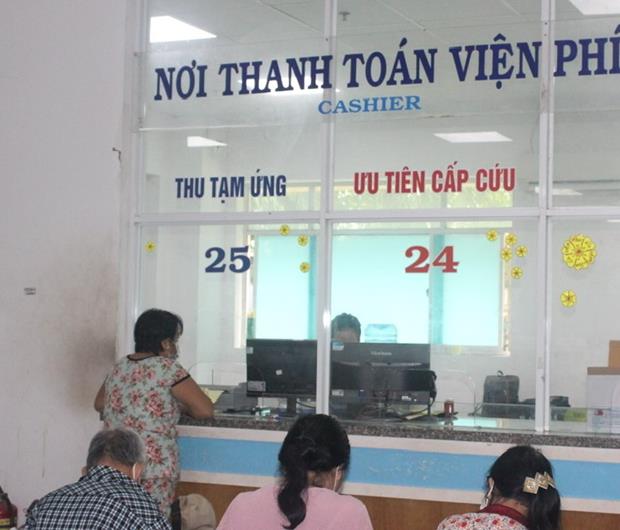 NƠI THANH TOÁN VIỆN PHÍ
CASHIER
THU TẠM ỨNG
ƯU TIÊN CẤP CỨU
25
24